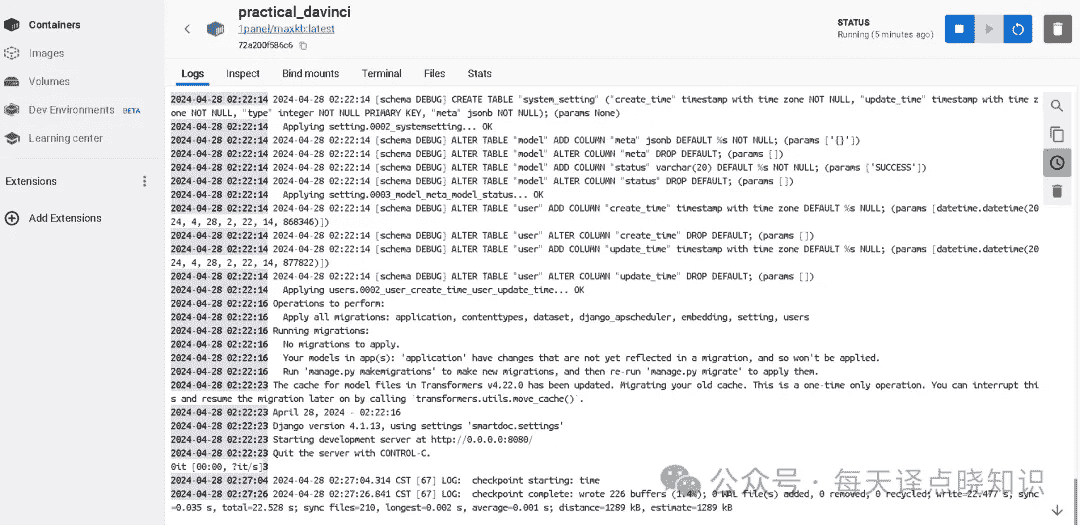 Containers
Images
Volumes
Dev Environments BETA
Learning center
Extensions
Add Extensions
practical_davinci
1panel/maxkb:latest
72a200f586c6
STATUS
Running (5 minutes ago)
Logs Inspect Bind mounts Terminal Files Stats
2024-04-28 02:22:14 2024-04-28 02:22:14 [schema DEBUG] CREATE TABLE "system_setting" ("create_time" timestamp with time zone NOT NULL, "update_time" timestamp with time z
one NOT NULL, "type" integer NOT NULL PRIMARY KEY, "meta" jsonb NOT NULL); (params None)
2024-04-28 02:22:14 Applying setting.0002_systemsetting... OK
2024-04-28 02:22:14 2024-04-28 02:22:14 [schema DEBUG] ALTER TABLE "model" ADD COLUMN "meta" jsonb DEFAULT %s NOT NULL; (params ['{}'])
2024-04-28 02:22:14 2024-04-28 02:22:14 [schema DEBUG] ALTER TABLE "model" ALTER COLUMN "meta" DROP DEFAULT; (params [])
2024-04-28 02:22:14 2024-04-28 02:22:14 [schema DEBUG] ALTER TABLE "model" ADD COLUMN "status" varchar(20) DEFAULT %s NOT NULL; (params ['SUCCESS'])
2024-04-28 02:22:14 2024-04-28 02:22:14 [schema DEBUG] ALTER TABLE "model" ALTER COLUMN "status" DROP DEFAULT; (params [])
2024-04-28 02:22:14 Applying setting.0003_model_meta_model_status... OK
2024-04-28 02:22:14 2024-04-28 02:22:14 [schema DEBUG] ALTER TABLE "user" ADD COLUMN "create_time" timestamp with time zone DEFAULT %s NULL; (params [datetime.datetime(20
24, 4, 28, 2, 22, 14, 868346)])
2024-04-28 02:22:14 2024-04-28 02:22:14 [schema DEBUG] ALTER TABLE "user" ALTER COLUMN "create_time" DROP DEFAULT; (params [])
2024-04-28 02:22:14 2024-04-28 02:22:14 [schema DEBUG] ALTER TABLE "user" ADD COLUMN "update_time" timestamp with time zone DEFAULT %s NULL; (params [datetime.datetime(20
24, 4, 28, 2, 22, 14, 877822)])
2024-04-28 02:22:14 2024-04-28 02:22:14 [schema DEBUG] ALTER TABLE "user" ALTER COLUMN "update_time" DROP DEFAULT; (params [])
2024-04-28 02:22:14 Applying users.0002_user_create_time_user_update_time... OK
2024-04-28 02:22:16 Operations to perform:
2024-04-28 02:22:16 Apply all migrations: application, contenttypes, dataset, django_apscheduler, embedding, setting, users
2024-04-28 02:22:16 Running migrations:
2024-04-28 02:22:16 No migrations to apply.
2024-04-28 02:22:16 Your models in app(s): 'application' have changes that are not yet reflected in a migration, and so won't be applied.
2024-04-28 02:22:16 Run 'manage.py makemigrations' to make new migrations, and then re-run 'manage.py migrate' to apply them.
2024-04-28 02:22:23 The cache for model files in Transformers v4.22.0 has been updated. Migrating your old cache. This is a one-time only operation. You can interrupt thi
s and resume the migration later on by calling `transformers.utils.move_cache()`.
2024-04-28 02:22:23 April 28, 2024 - 02:22:16
2024-04-28 02:22:23 Django version 4.1.13, using settings 'smartdoc.settings'
2024-04-28 02:22:23 Starting development server at http://0.0.0.0:8080/
2024-04-28 02:22:23 Quit the server with CONTROL-C.
0it [00:00, ?it/s]3
2024-04-28 02:27:04 2024-04-28 02:27:04.314 CST [67] LOG: checkpoint starting: time
2024-04-28 02:27:26 2024-04-28 02:27:26.841 CST [67] LOG: checkpoint complete: wrote 226 buffers (1.4%); 0 WAL file(s) added, 0 removed, 0 recycled; write=22.477 s, sync
=0.035 s, total=22.528 s; sync files=210, longest=0.002 s, average=0.001 s; distance=1289 kB, estimate=1289 kB
公众号 · 每天译点晓知识